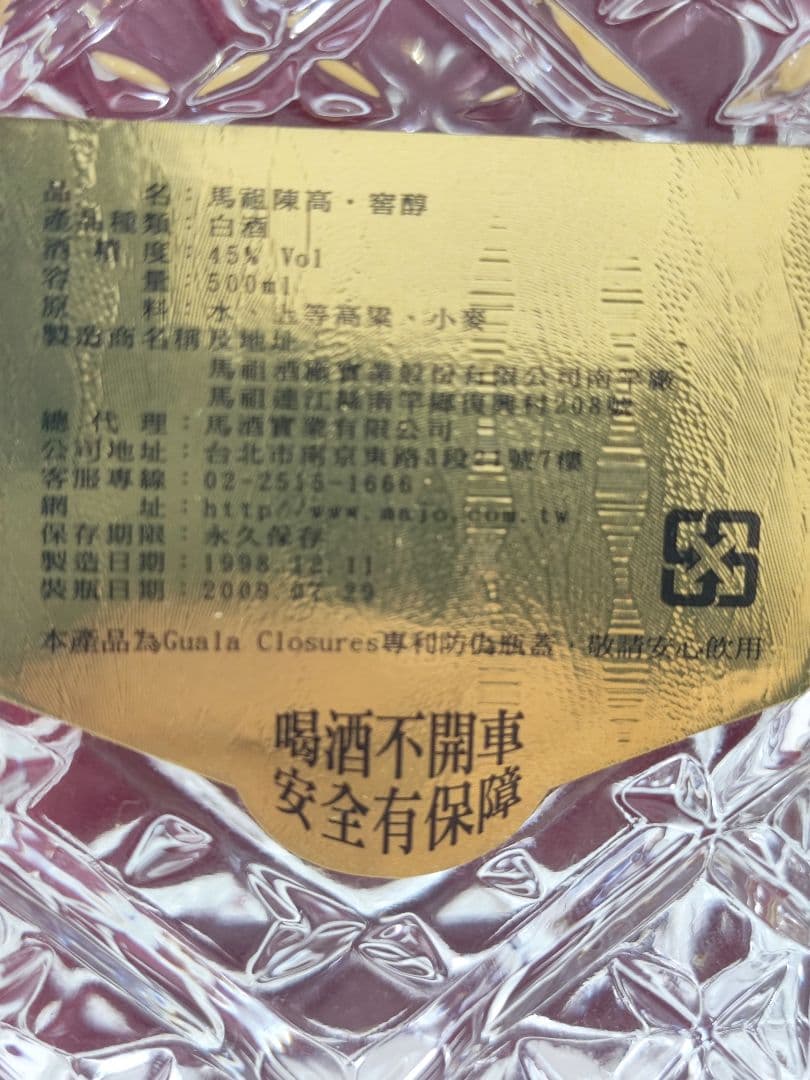 品名：馬祖陳高·窖醇
產品種類：白酒
酒精度：45% Vol
容量：500ml
原料：水、上等高粱、小麥
製造商名稱及地址：
馬祖酒廠實業股份有限公司南竿廠
馬祖連江縣南竿鄉復興村208號
總代理：馬酒實業有限公司
公司地址：台北市南京東路3段21號7樓
客服專線：02-2515-1666
網址：http//www.majo.com.tw
保存期限：永久保存
製造日期：1998.12.11
裝瓶日期：2009.07.29
本產品為Guala Closures專利防偽瓶蓋，敬請安心飲用
喝酒不開車
安全有保障